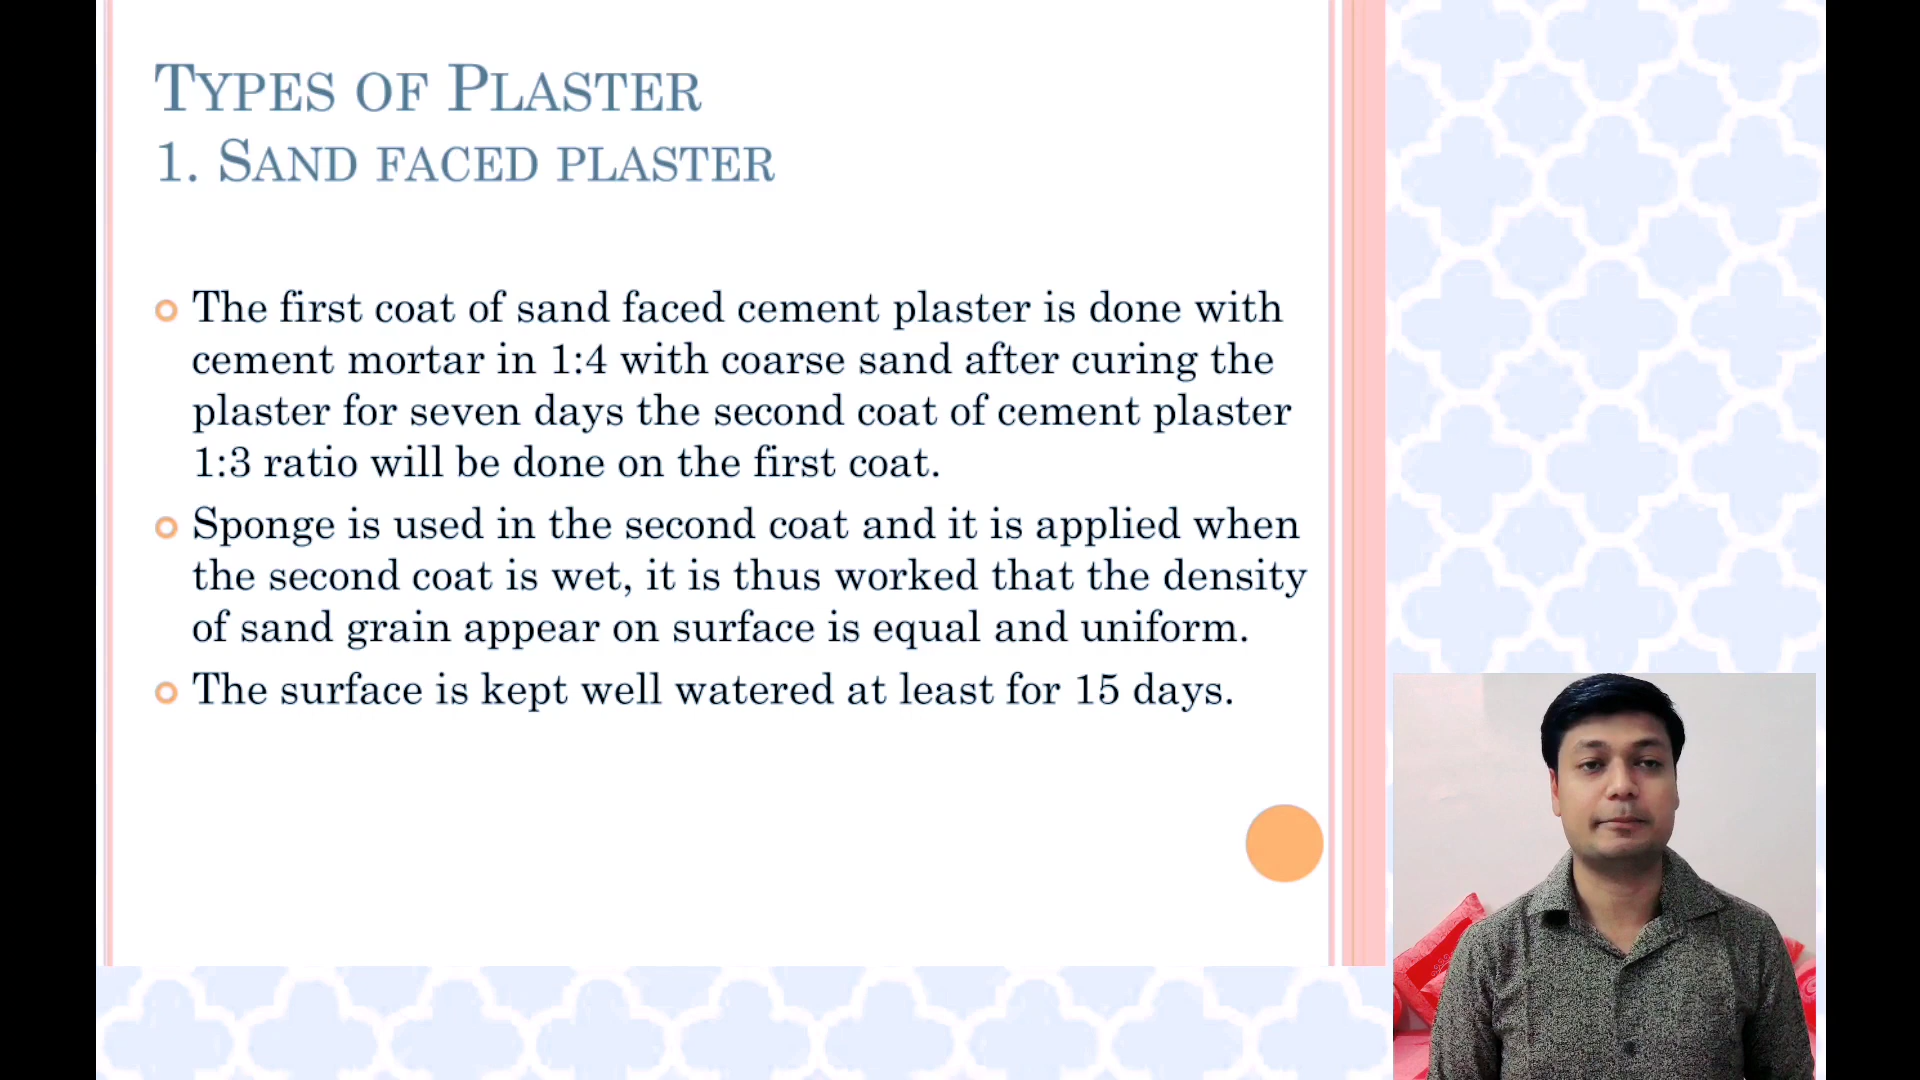 TYPES OF PLASTER
1. SAND FACED PLASTER
The first coat of sand faced cement plaster is done with
cement mortar in 1:4 with coarse sand after curing the
plaster for seven days the second coat of cement plaster
1:3 ratio will be done on the first coat.
Sponge is used in the second coat and it is applied when
the second coat is wet, it is thus worked that the density
of sand grain appear on surface is equal and uniform.
The surface is kept well watered at least for 15 days.